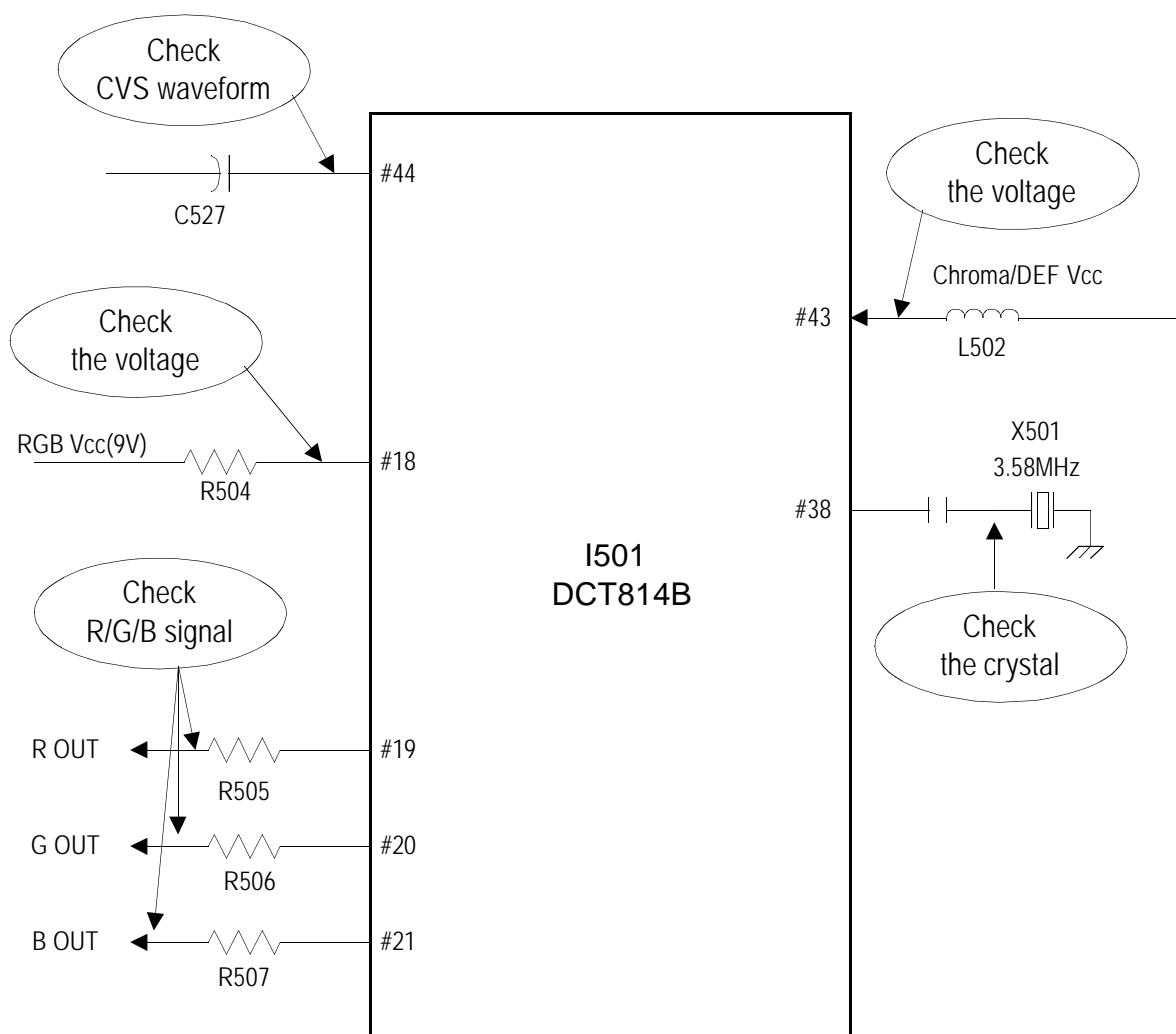 Check
CVS waveform
#44
C527
Check
the voltage
Chroma/DEF Vcc
#43
L502
Check
the voltage
RGB Vcc(9V)
#18
R504
X501
3.58MHz
#38
I501
DCT814B
Check
R/G/B signal
Check
the crystal
R OUT
#19
R505
G OUT
#20
R506
B OUT
#21
R507